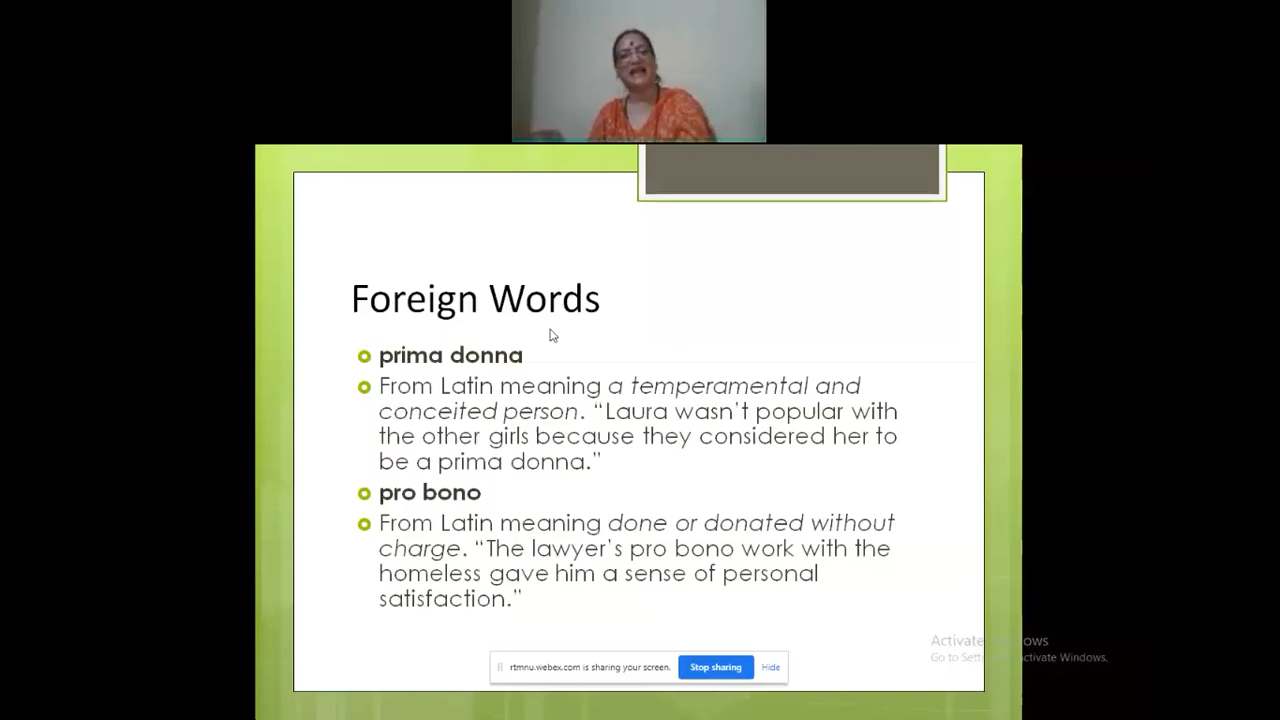 Foreign Words
prima donna
From Latin meaning a temperamental and
conceited person. “Laura wasn’t popular with
the other girls because they considered her to
be a prima donna.”
pro bono
From Latin meaning done or donated without
charge. “The lawyer’s pro bono work with the
homeless gave him a sense of personal
satisfaction.”
Activate
rtmnu.webex.com is sharing your screen.
Stop sharing
Hide
Go to
activate Windows.